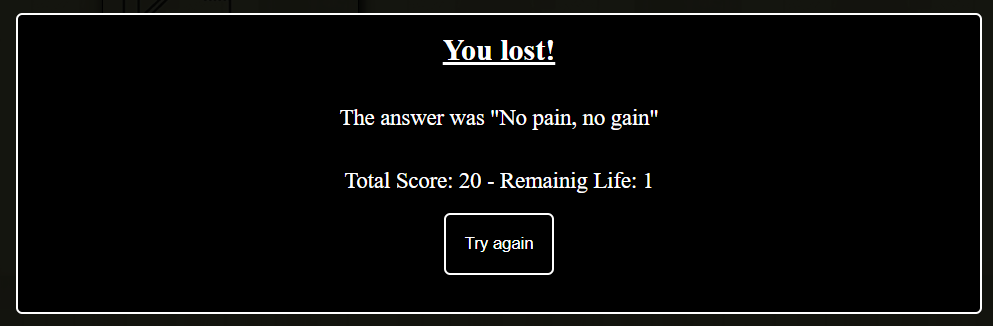 You lost!
The answer was "No pain, no gain"
Total Score: 20 - Remainig Life: 1
Try again